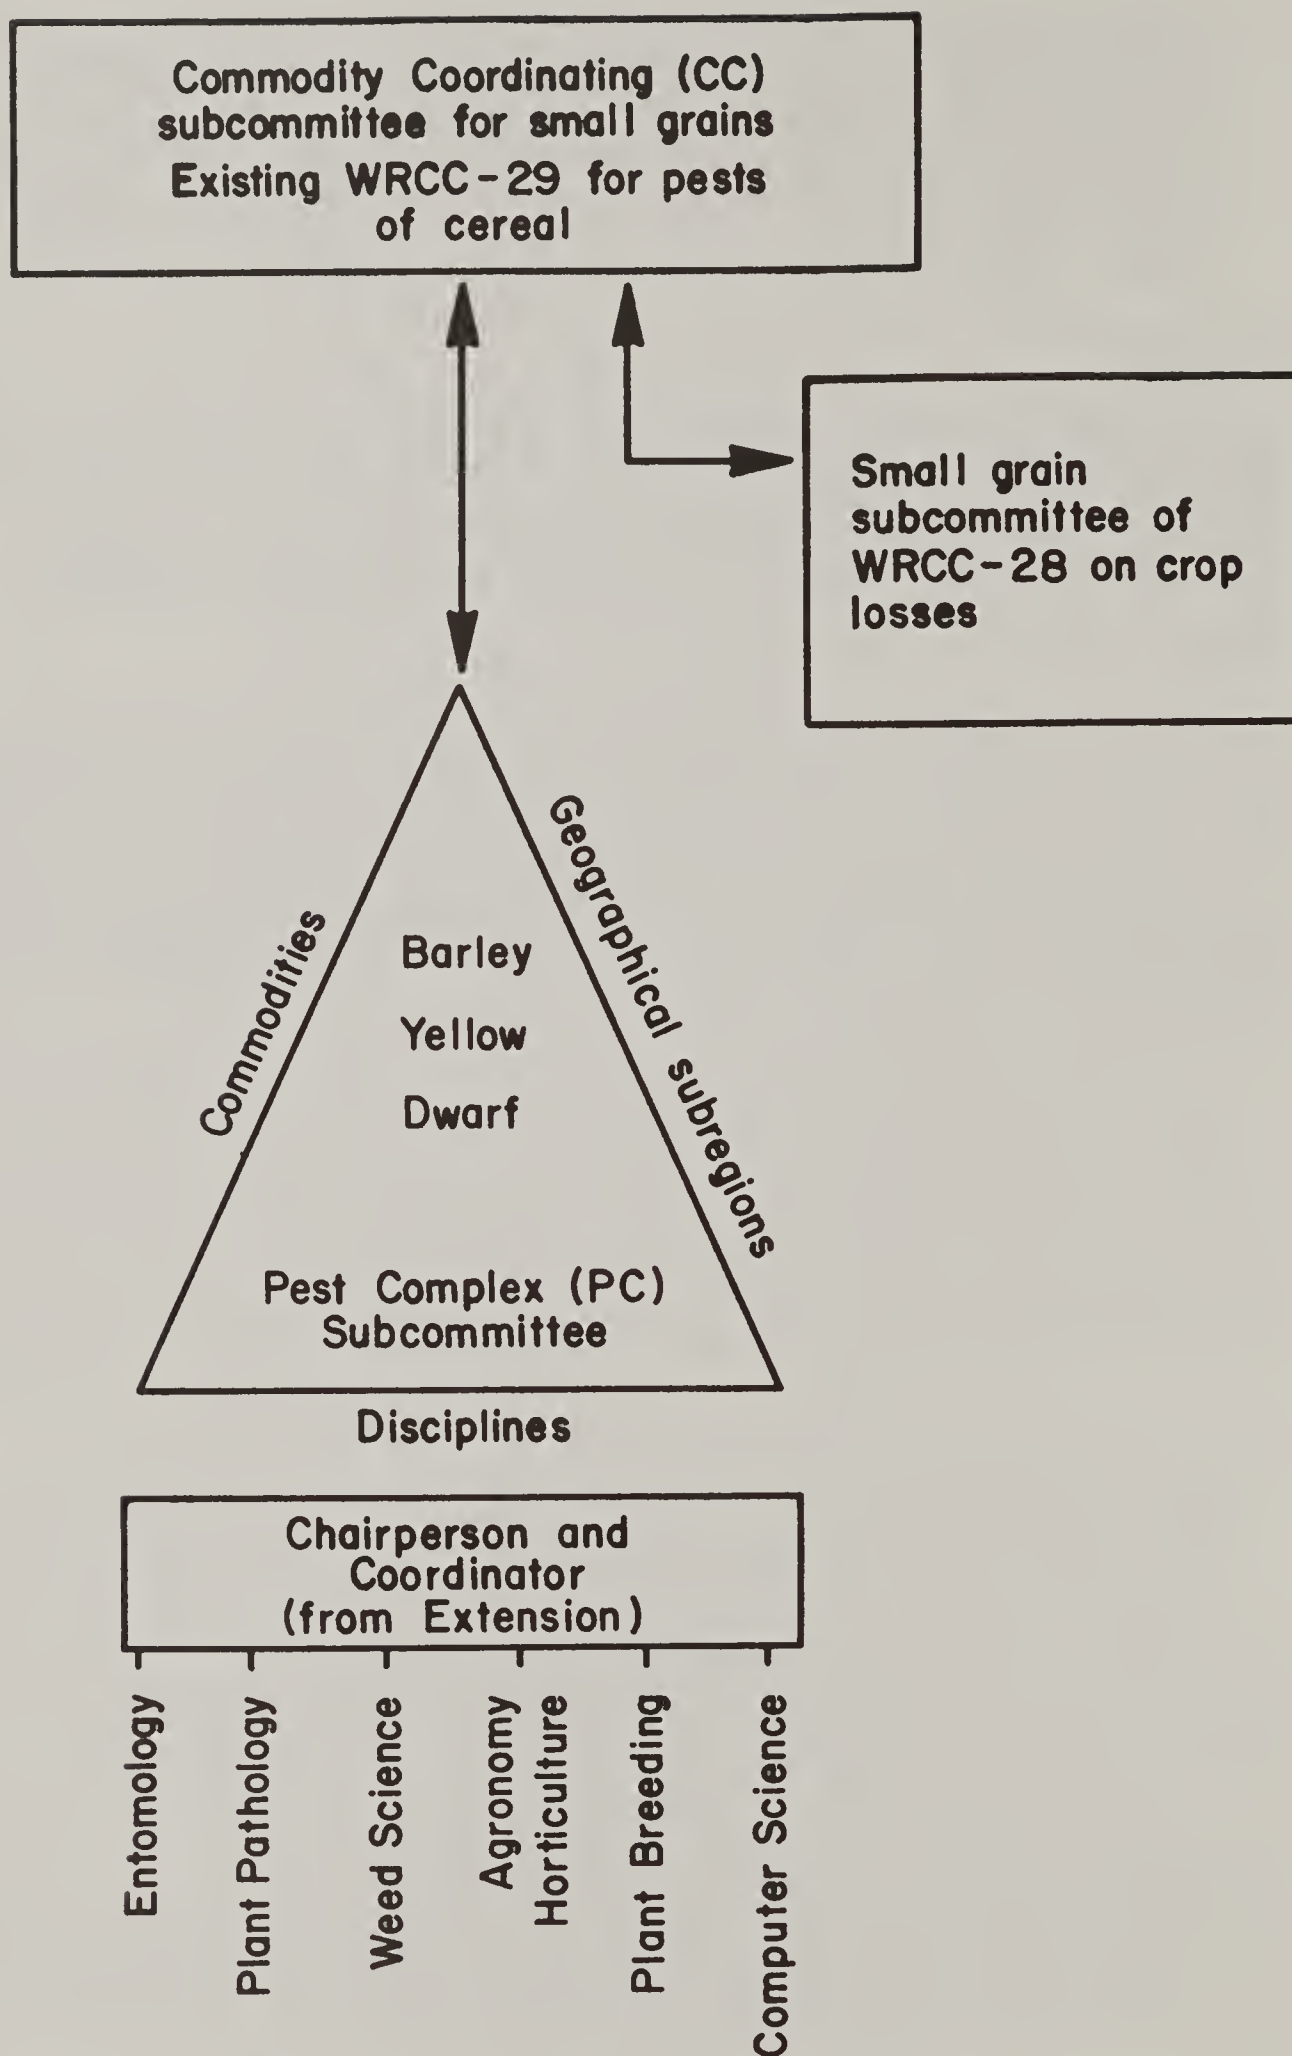 Commodity Coordinating (CC)
subcommittee for small grains
Existing WRCC-29 for pests
of cereal
Small grain
subcommittee of
WRCC-28 on crop
losses
Commodities
Geographical subregions
Barley
Yellow
Dwarf
Pest Complex (PC)
Subcommittee
Disciplines
Chairperson and
Coordinator
(from Extension)
Entomology
Plant Pathology
Weed Science
Agronomy
Horticulture
Plant Breeding
Computer Science